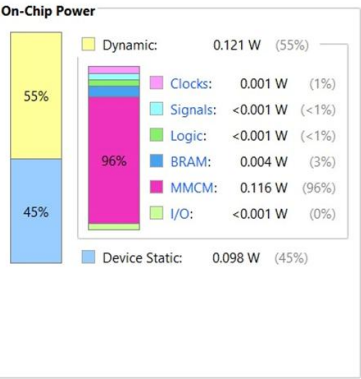 On-Chip Power
Dynamic: 0.121 W (55%)
55%
Clocks: 0.001 W (1%)
Signals: <0.001 W (<1%)
Logic: <0.001 W (<1%)
BRAM: 0.004 W (3%)
96%
MMCM: 0.116 W (96%)
I/O: <0.001 W (0%)
45%
Device Static: 0.098 W (45%)